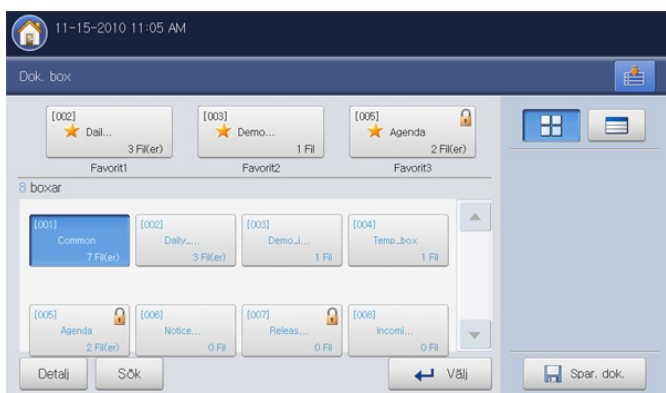 11-15-2010 11:05 AM
Dok. box
[002]
Dail...
3 Fil(er)
Favorit1
[003]
Demo...
1 Fil
Favorit2
[005]
Agenda
2 Fil(er)
Favorit3
8 boxar
[001]
Common
7 Fil(er)
[002]
Daily_...
3 Fil(er)
[003]
Demo_i...
1 Fil
[004]
Temp_box
1 Fil
[005]
Agenda
2 Fil(er)
[006]
Notice...
0 Fil
[007]
Releas...
0 Fil
[008]
Incomi...
0 Fil
Detalj
Sök
Välj
Spar. dok.